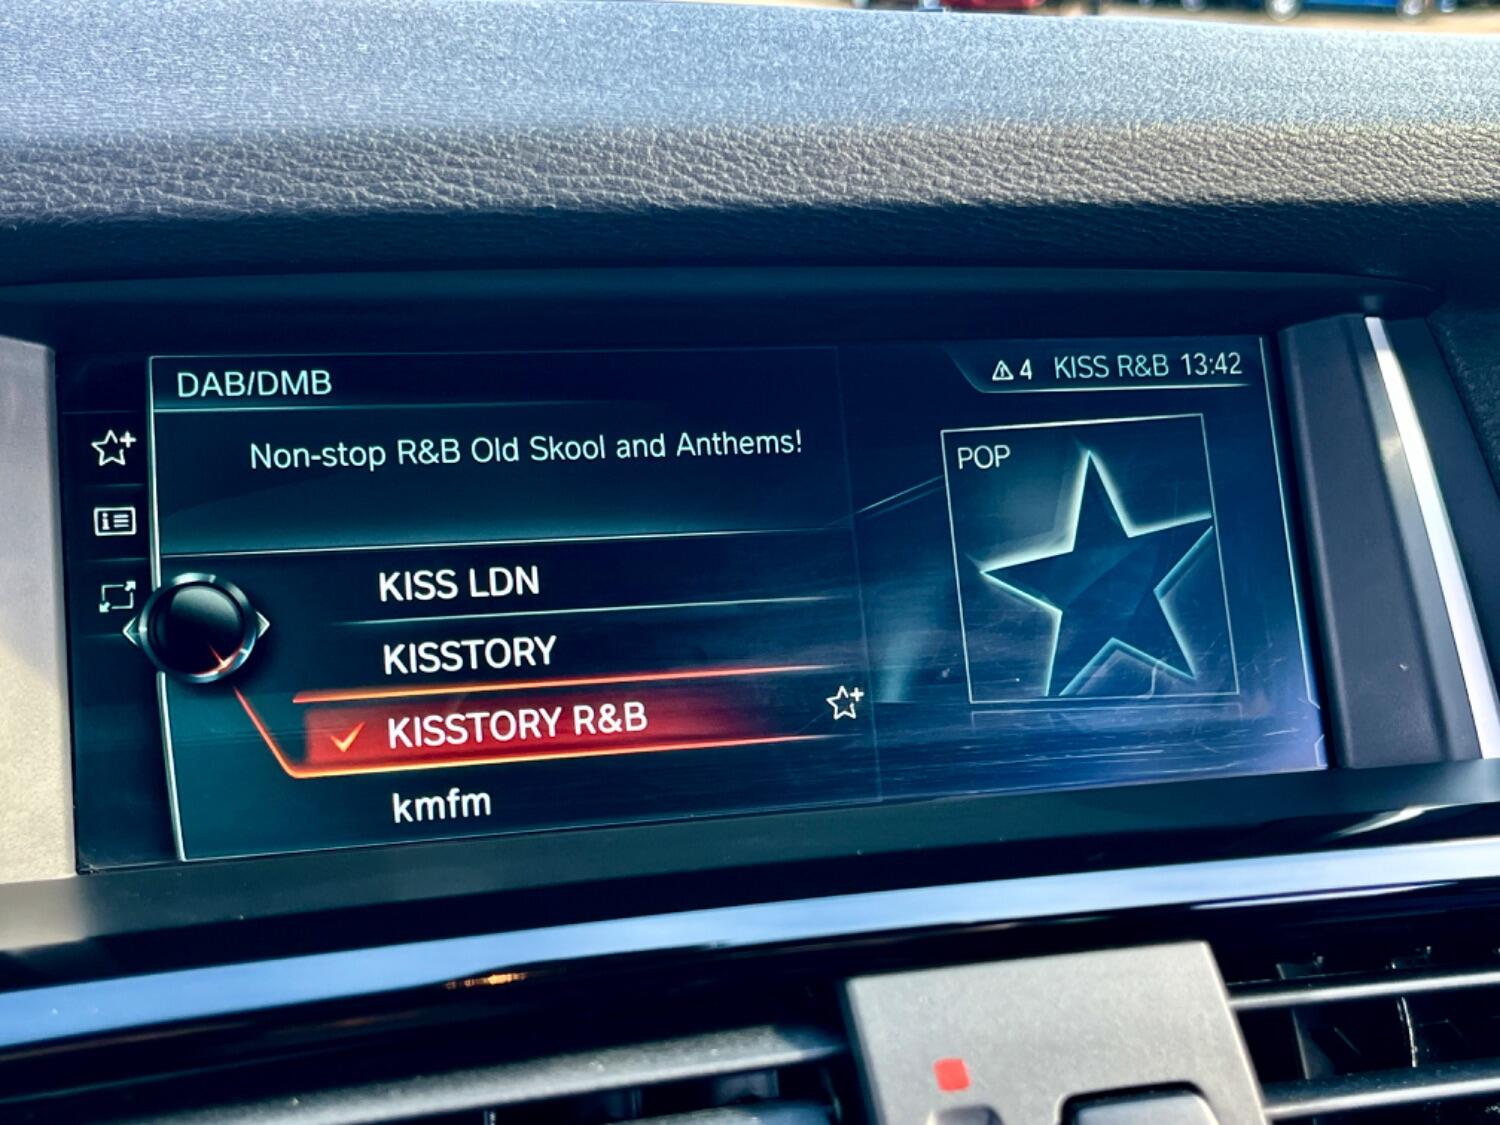 DAB/DMB
4 KISS R&B 13:42
Non-stop R&B Old Skool and Anthems!
POP
KISS LDN
KISSTORY
KISSTORY R&B
kmfm